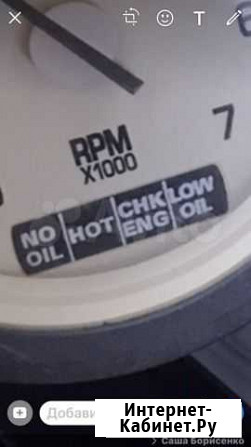 T
7
RPM
X1000
NO OIL
HOT
CHK ENG
LOW OIL
Добави
Интернет-
Кабинет.Ру
Саша Борисенко